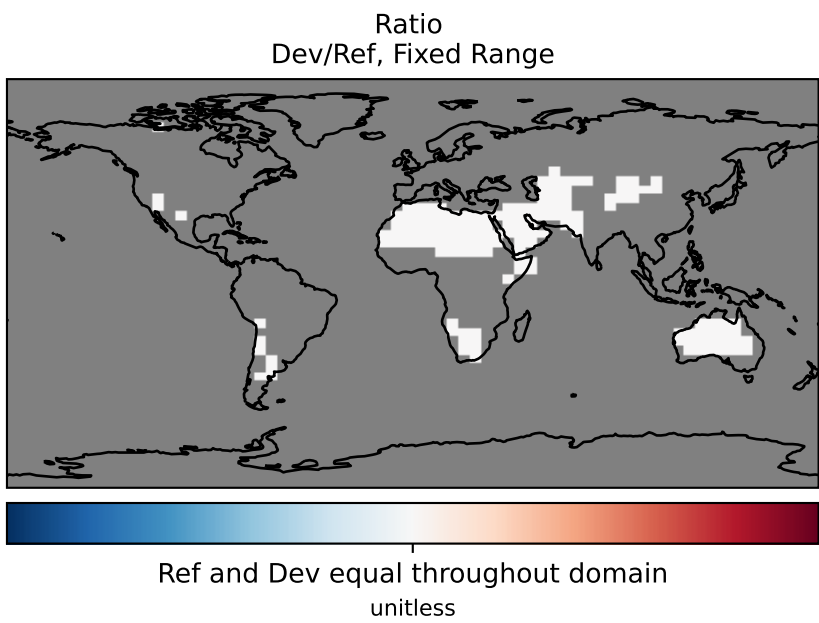 Ratio
Dev/Ref, Fixed Range
Ref and Dev equal throughout domain
unitless